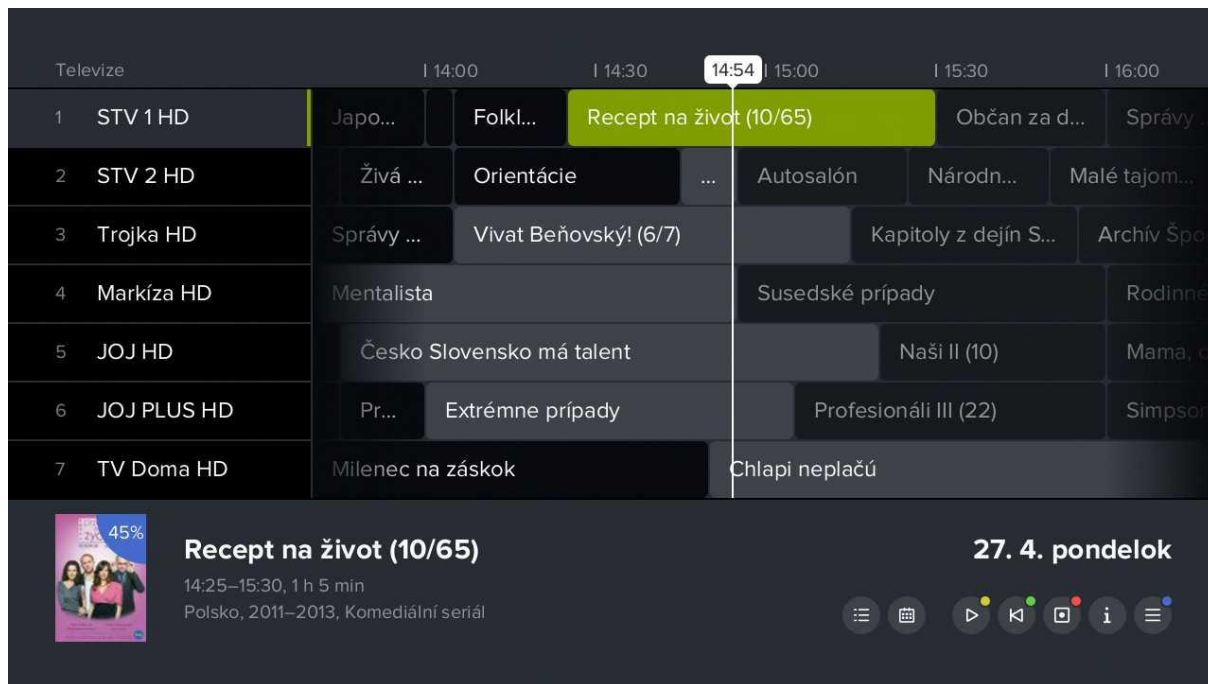 Televize 14:00 14:30 14:54 15:00 15:30 16:00
1 STV 1 HD Japo... Folkl... Recept na život (10/65) Občan za d... Správy
2 STV 2 HD Živá ... Orientácie ... Autosalón Národn... Malé tajom...
3 Trojka HD Správy ... Vivat Beňovský! (6/7) Kapitoly z dejín S... Archív Špo
4 Markíza HD Mentalista Susedské prípady Rodinné
5 JOJ HD Česko Slovensko má talent Naši II (10) Mama,
6 JOJ PLUS HD Pr... Extrémne prípady Profesionáli III (22) Simpso
7 TV Doma HD Milenec na záskok Chlapi neplačú
45%
Recept na život (10/65) 27. 4. pondelok
14:25–15:30, 1 h 5 min
Polsko, 2011–2013, Komediální seriál